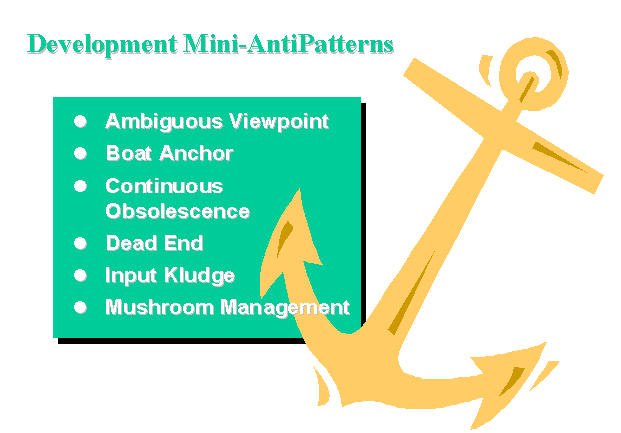 Development Mini-AntiPatterns
Ambiguous Viewpoint
Boat Anchor
Continuous
Obsolescence
Dead End
Input Kludge
Mushroom Management